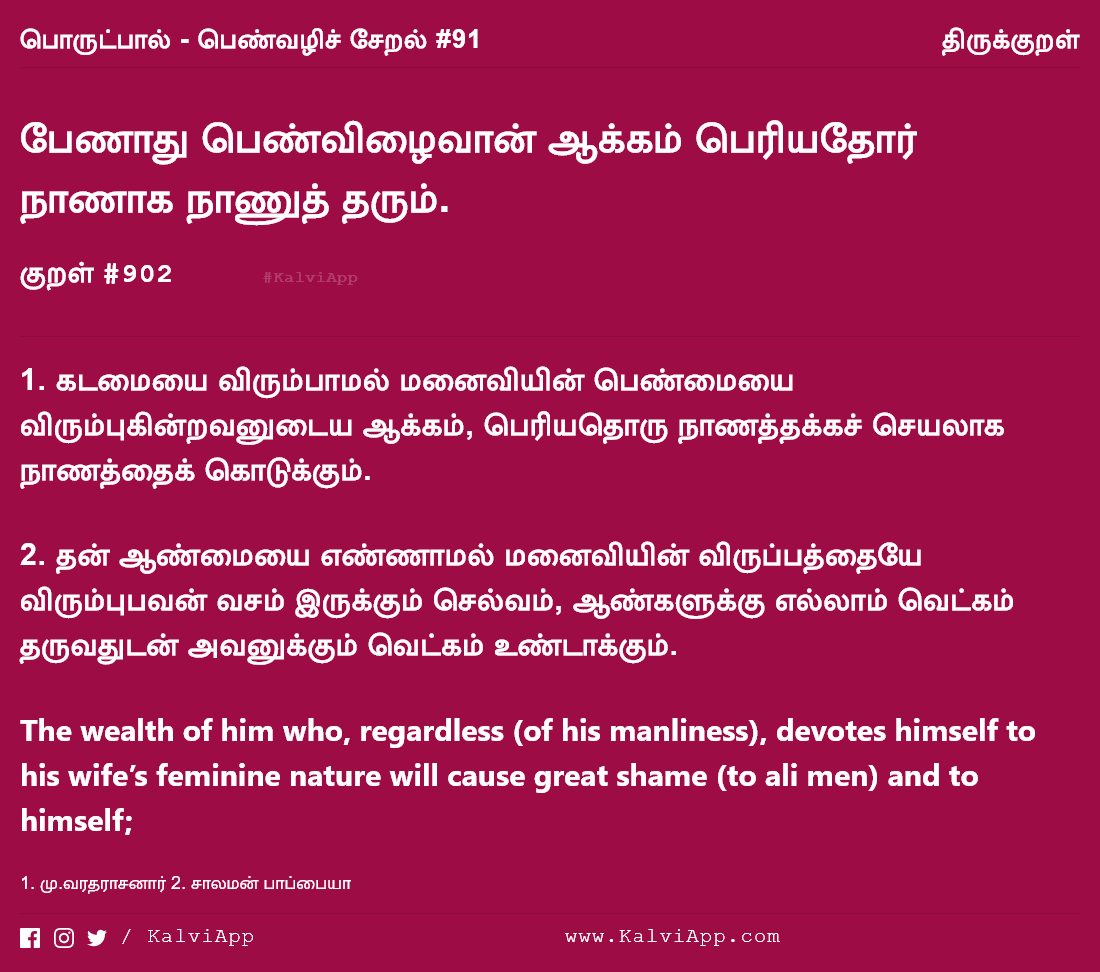 பொருட்பால் - பெண்வழிச் சேறல் #91 திருக்குறள்
பேணாது பெண்விழைவான் ஆக்கம் பெரியதோர்
நாணாக நாணுத் தரும்.
குறள் #902 #KalviApp
1. கடமையை விரும்பாமல் மனைவியின் பெண்மையை
விரும்புகின்றவனுடைய ஆக்கம், பெரியதொரு நாணத்தக்கச் செயலாக
நாணத்தைக் கொடுக்கும்.
2. தன் ஆண்மையை எண்ணாமல் மனைவியின் விருப்பத்தையே
விரும்புபவன் வசம் இருக்கும் செல்வம், ஆண்களுக்கு எல்லாம் வெட்கம்
தருவதுடன் அவனுக்கும் வெட்கம் உண்டாக்கும்.
The wealth of him who, regardless (of his manliness), devotes himself to
his wife’s feminine nature will cause great shame (to ali men) and to
himself;
1. மு.வரதராசனார் 2. சாலமன் பாப்பையா
/ KalviApp www.KalviApp.com